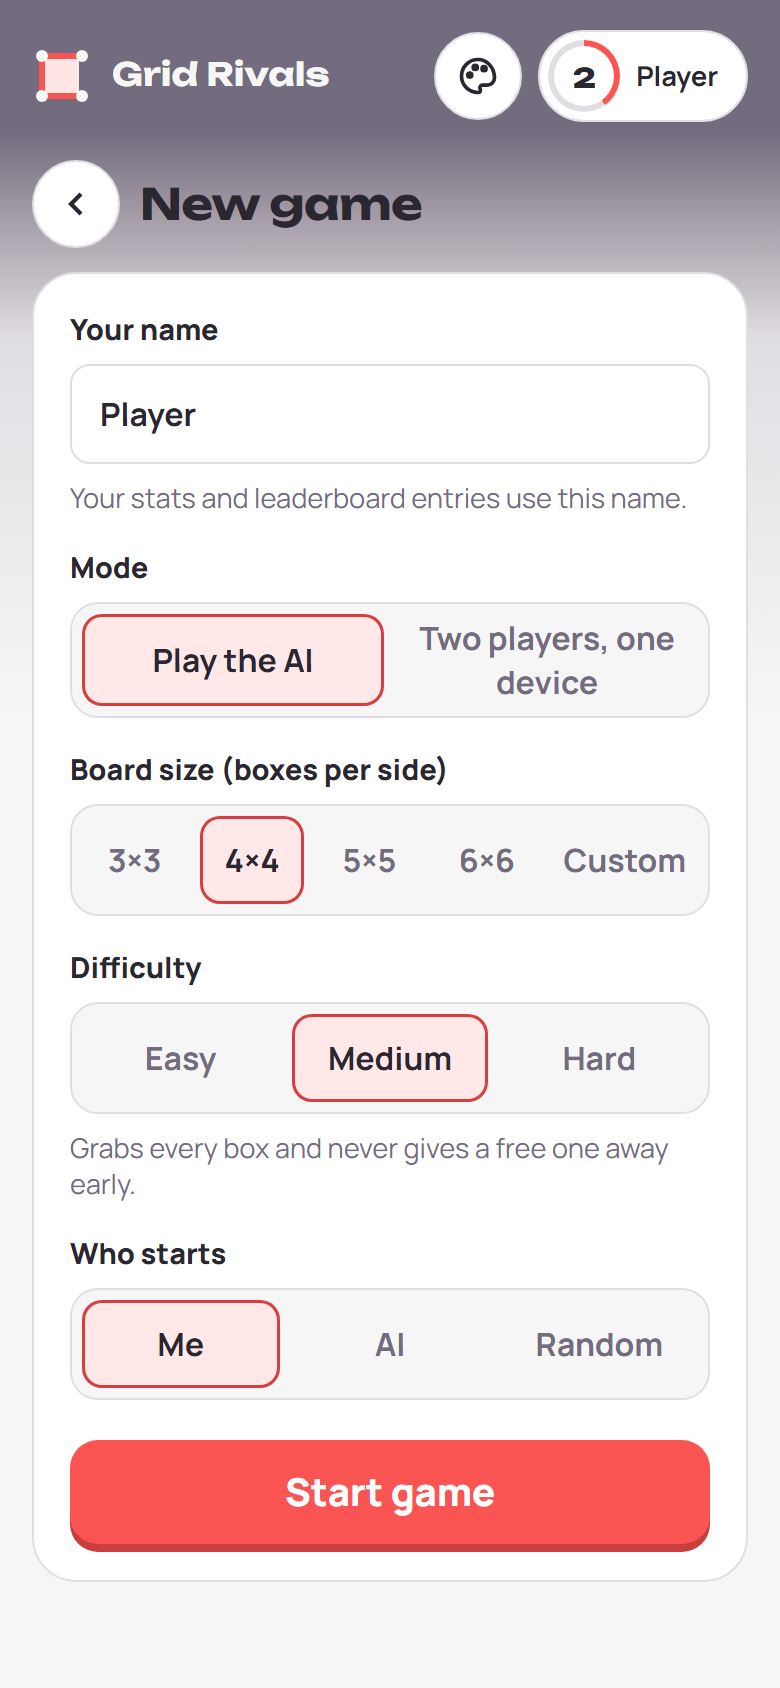 Grid Rivals
2 Player
New game
Your name
Player
Your stats and leaderboard entries use this name.
Mode
Play the AI
Two players, one
device
Board size (boxes per side)
3×3 4×4 5×5 6×6 Custom
Difficulty
Easy Medium Hard
Grabs every box and never gives a free one away
early.
Who starts
Me AI Random
Start game